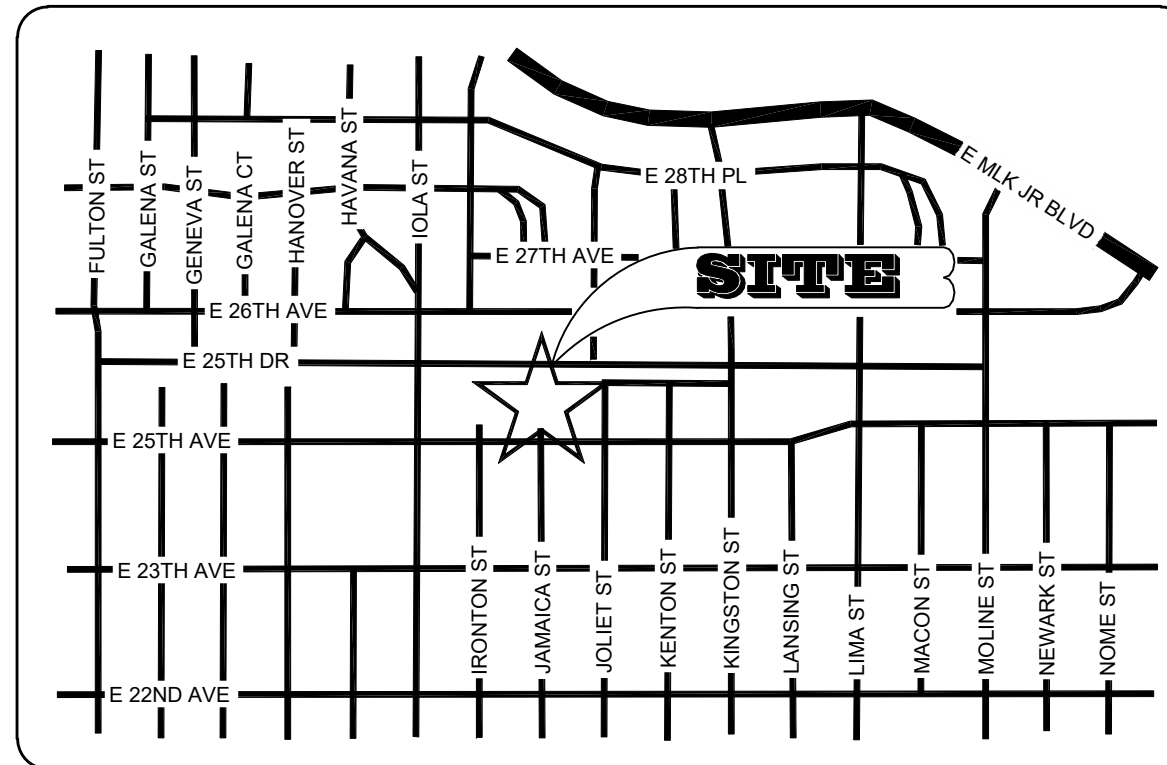 FULTON ST
GALENA ST
GENEVA ST
GALENA CT
HANOVER ST
HAVANA ST
IOLA ST
E 28TH PL
E MLK JR BLVD
E 27TH AVE
SITE
E 26TH AVE
E 25TH DR
E 25TH AVE
E 23TH AVE
IRONTON ST
JAMAICA ST
JOLIET ST
KENTON ST
KINGSTON ST
LANSING ST
LIMA ST
MACON ST
MOLINE ST
NEWARK ST
NOME ST
E 22ND AVE